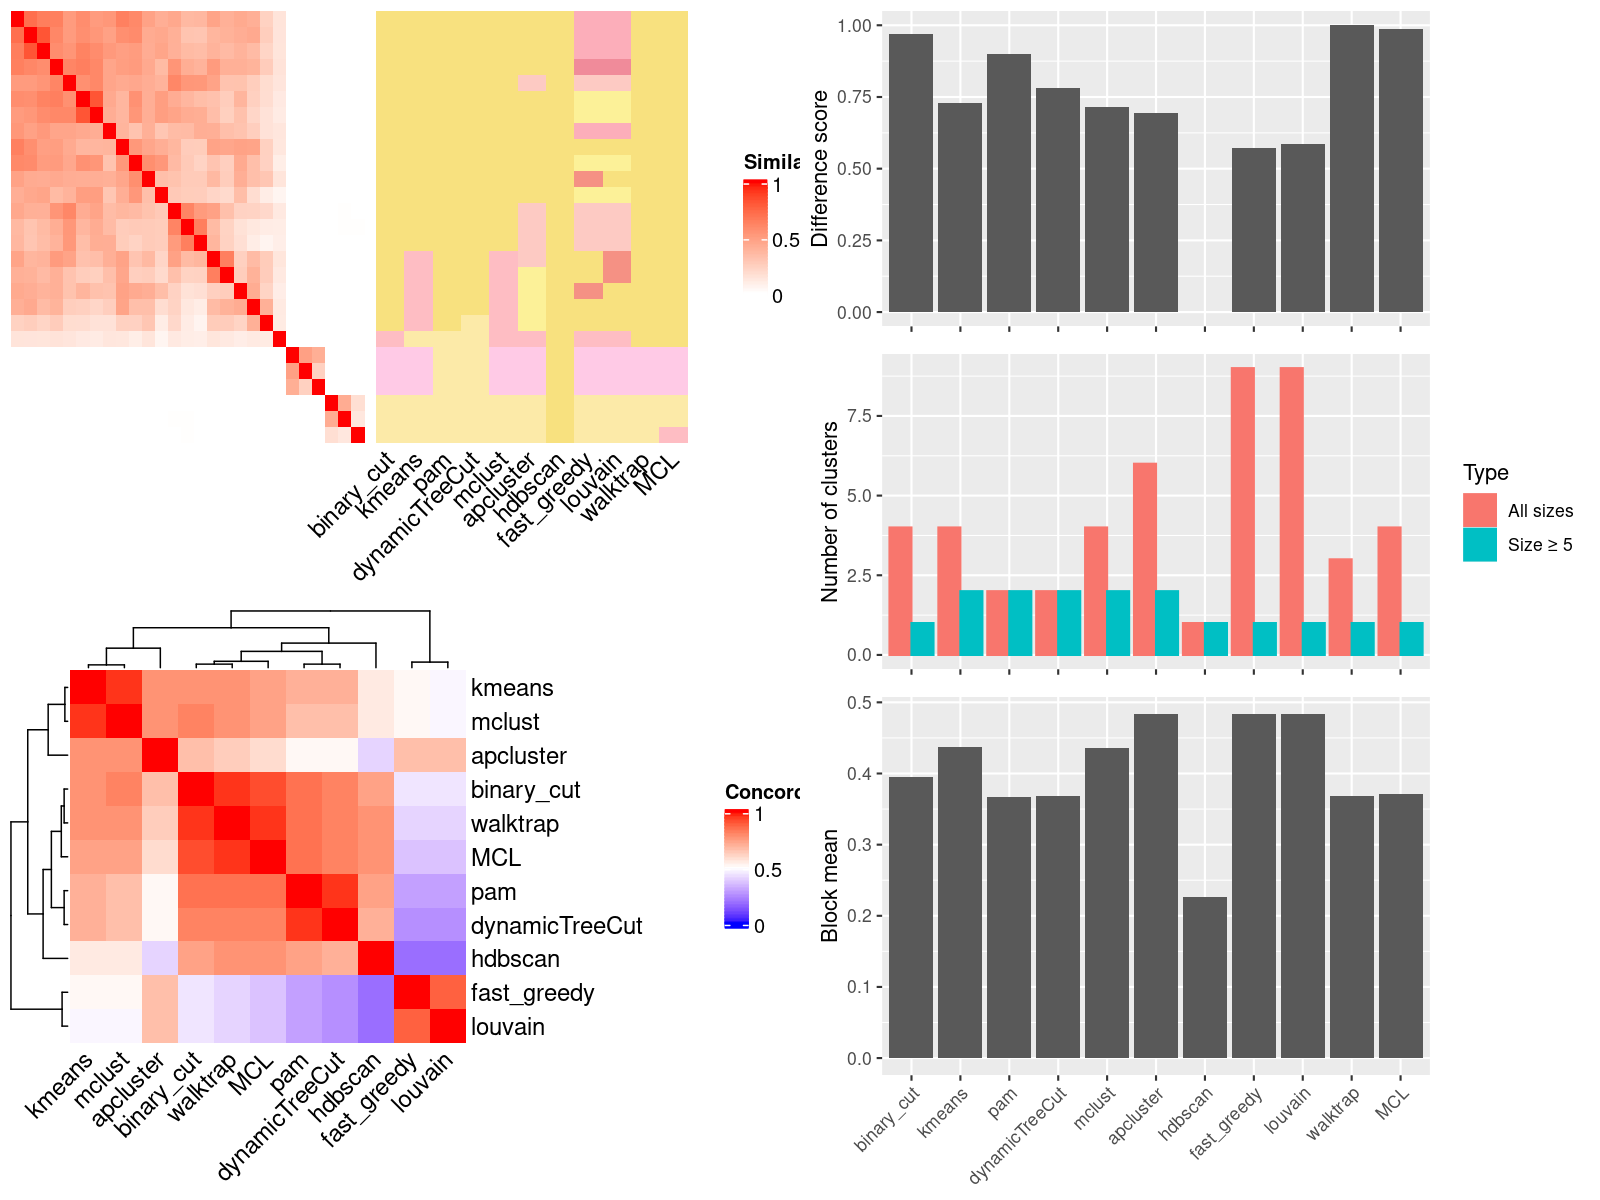 Simila
1
0.5
0
binary_cut
kmeans
pam
dynamicTreeCut
mclust
apcluster
hdbscan
fast_greedy
louvain
walktrap
MCL
kmeans
mclust
apcluster
binary_cut
walktrap
MCL
pam
dynamicTreeCut
hdbscan
fast_greedy
louvain
kmeans
mclust
apcluster
binary_cut
walktrap
MCL
pam
dynamicTreeCut
hdbscan
fast_greedy
louvain
Concord
1
0.5
0
Difference score
1.00
0.75
0.50
0.25
0.00
Number of clusters
7.5
5.0
2.5
0.0
Type
All sizes
Size ≥ 5
Block mean
0.5
0.4
0.3
0.2
0.1
0.0
binary_cut
kmeans
pam
dynamicTreeCut
mclust
apcluster
hdbscan
fast_greedy
louvain
walktrap
MCL